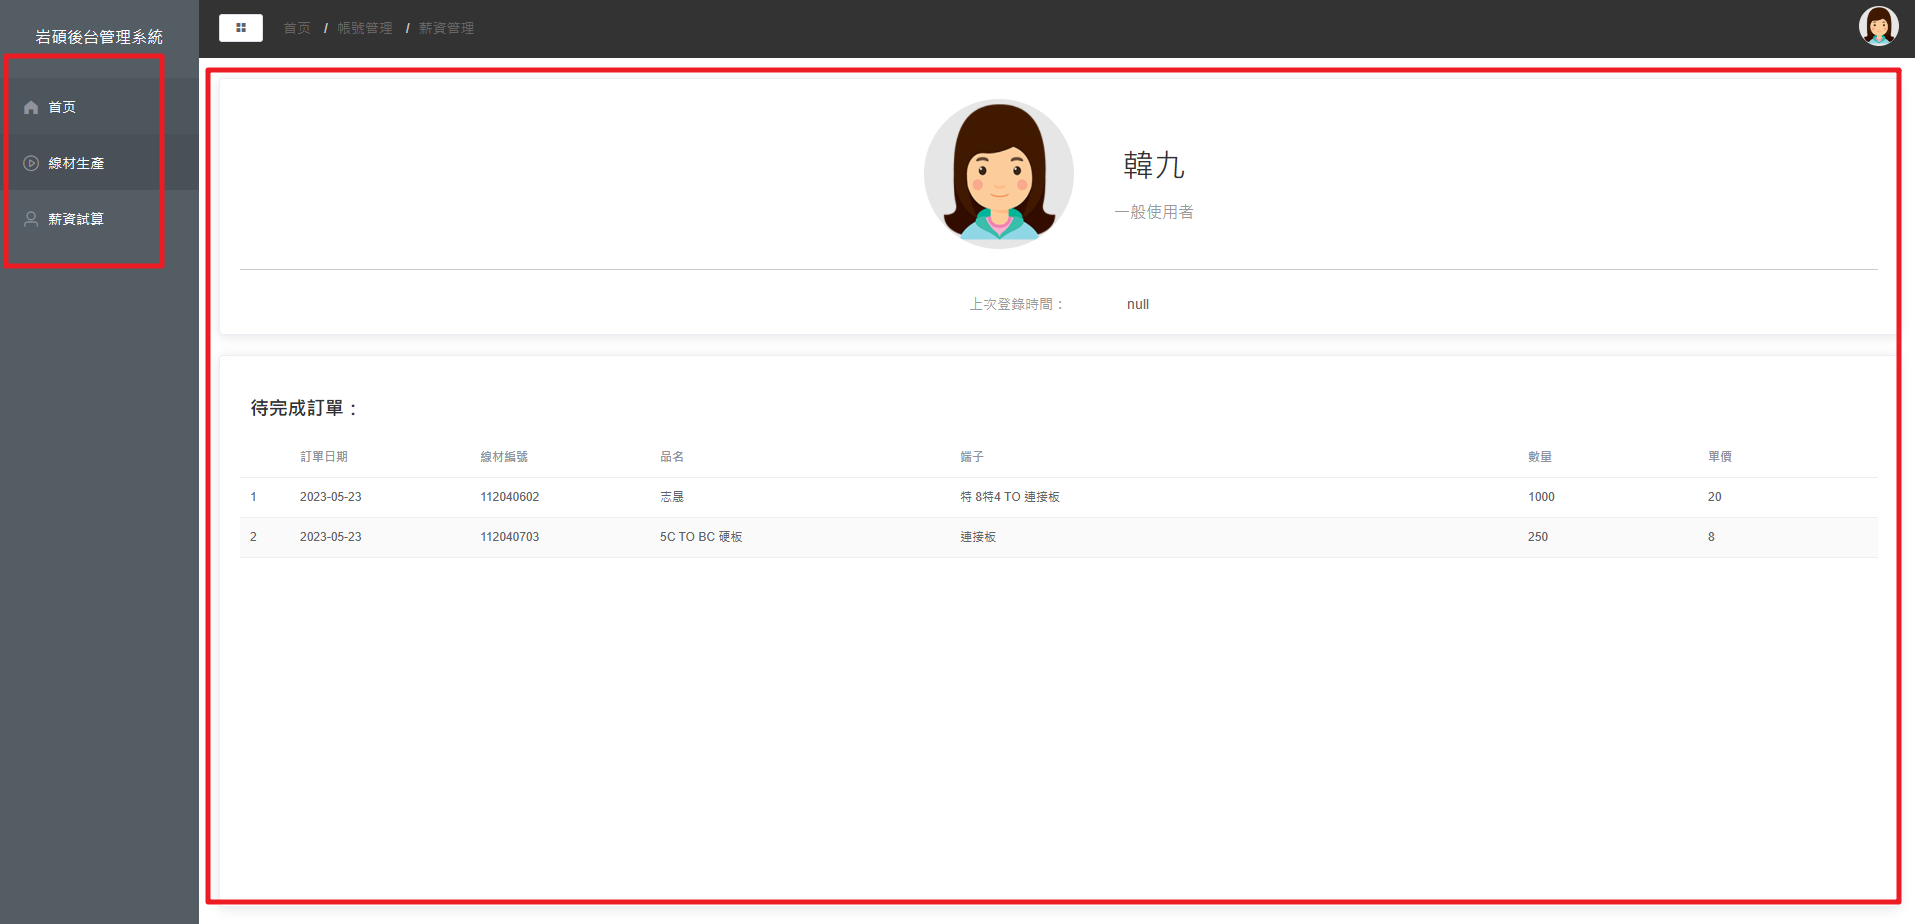 岩碩後台管理系統
首页
線材生產
薪資試算
首页 / 帳號管理 / 薪資管理
韓九
一般使用者
上次登錄時間： null
待完成訂單：
訂單日期 線材編號 品名 端子 數量 單價
1 2023-05-23 112040602 志晟 特 8特4 TO 連接板 1000 20
2 2023-05-23 112040703 5C TO BC 硬板 連接板 250 8